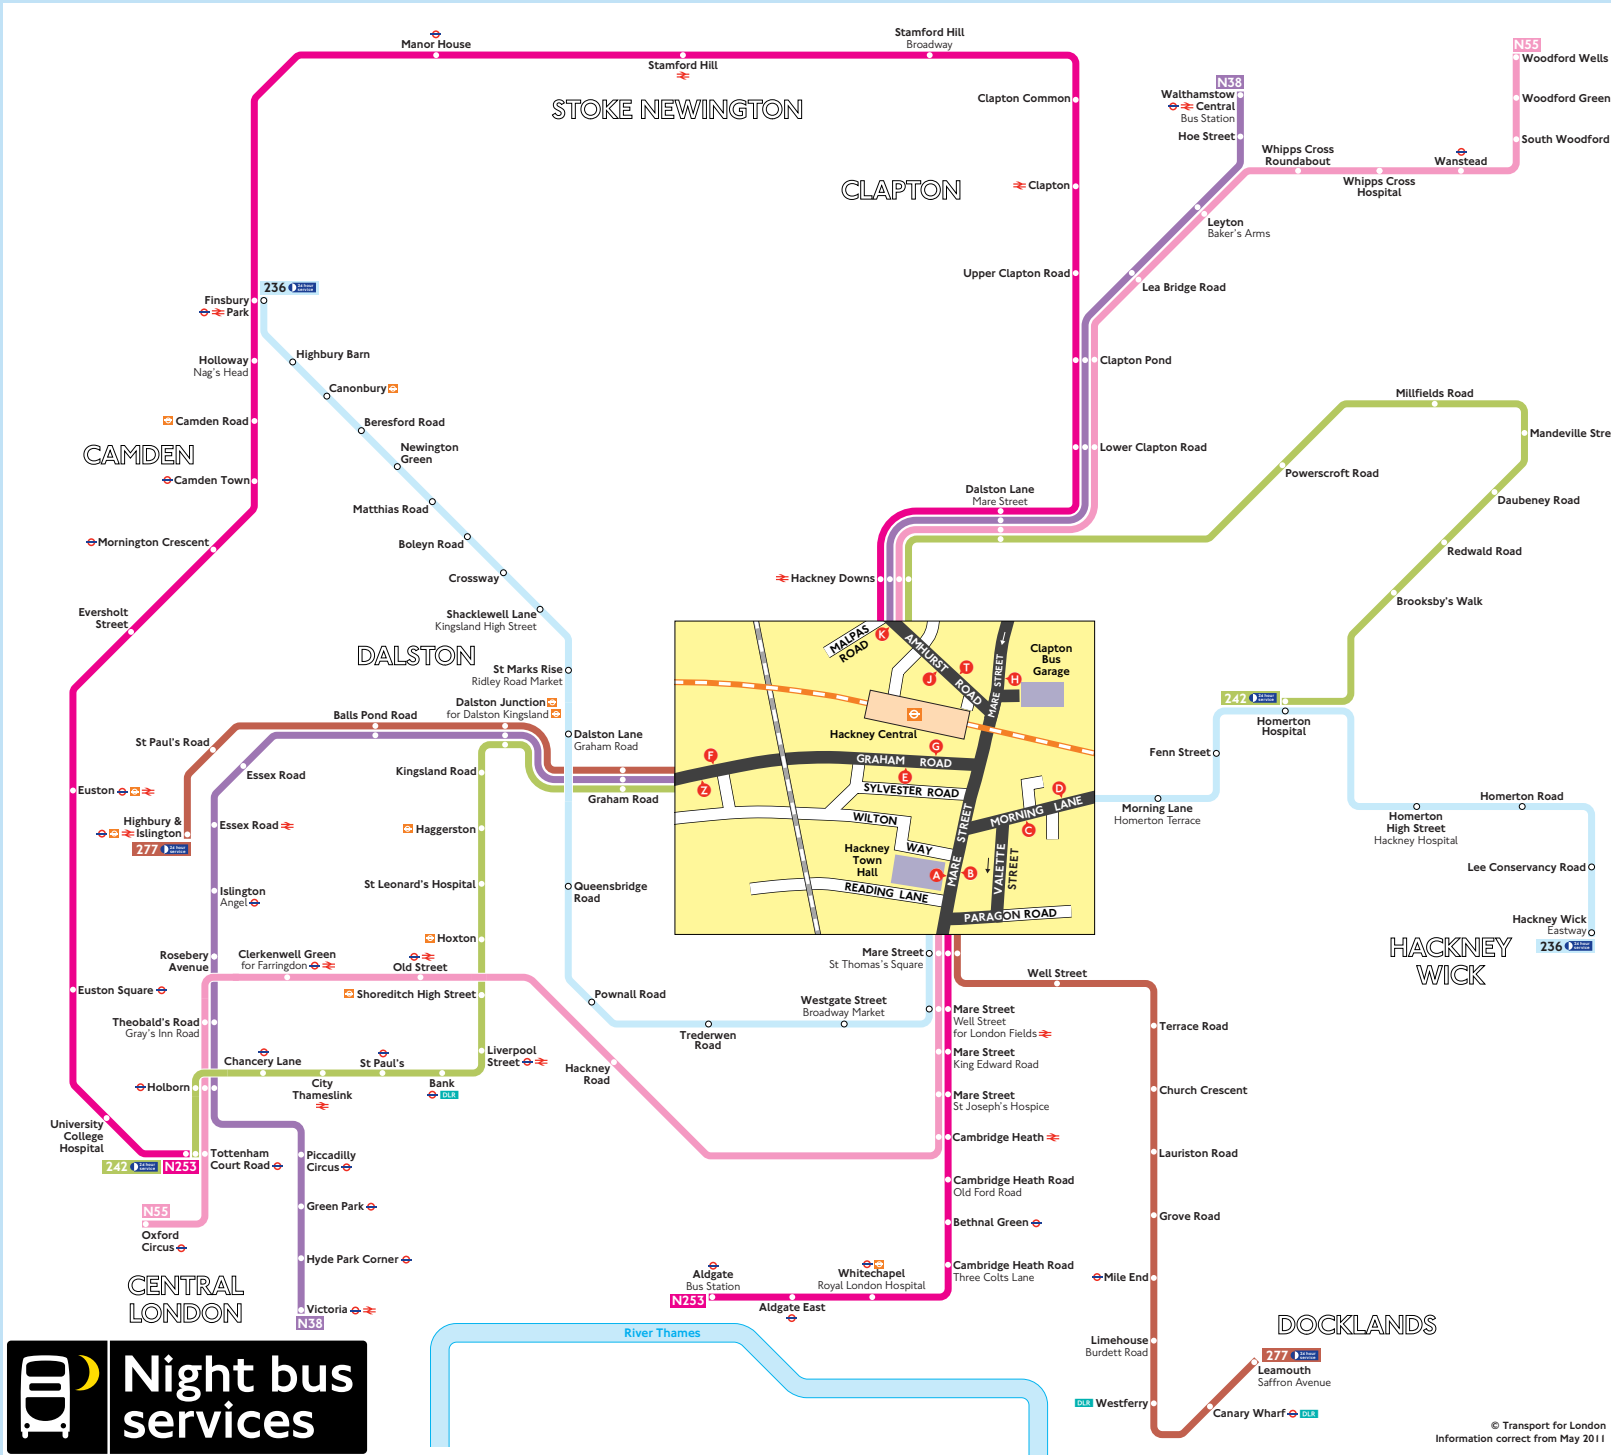 Manor House
Stamford Hill
Stamford Hill
Broadway
STOKE NEWINGTON
Clapton Common
CLAPTON
Clapton
Upper Clapton Road
N38
Walthamstow
Central
Bus Station
Hoe Street
N55
Woodford Wells
Woodford Green
South Woodford
Whipps Cross
Roundabout
Whipps Cross
Hospital
Wanstead
Leyton
Baker's Arms
Lea Bridge Road
Clapton Pond
Lower Clapton Road
Dalston Lane
Mare Street
Hackney Downs
236 24 hour service
Finsbury
Park
Holloway
Nag's Head
Camden Road
CAMDEN
Camden Town
Mornington Crescent
Eversholt
Street
Highbury Barn
Canonbury
Beresford Road
Newington
Green
Matthias Road
Boleyn Road
Crossway
Shacklewell Lane
Kingsland High Street
DALSTON
St Marks Rise
Ridley Road Market
Dalston Junction
for Dalston Kingsland
Dalston Lane
Graham Road
Balls Pond Road
St Paul's Road
Essex Road
Kingsland Road
Graham Road
Euston
Highbury &
Islington
277 24 hour service
Essex Road
Haggerston
Islington
Angel
St Leonard's Hospital
Queensbridge
Road
Rosebery
Avenue
Clerkenwell Green
for Farringdon
Old Street
Hoxton
Euston Square
Shoreditch High Street
Pownall Road
Theobald's Road
Gray's Inn Road
Trederwen
Road
Westgate Street
Broadway Market
Chancery Lane
St Paul's
Liverpool
Street
Holborn
City
Thameslink
Bank
DLR
Hackney
Road
University
College
Hospital
242 24 hour service
N253
Tottenham
Court Road
Piccadilly
Circus
Green Park
N55
Oxford
Circus
Hyde Park Corner
CENTRAL
LONDON
Victoria
N38
Millfields Road
Mandeville Stre
Powerscroft Road
Daubeney Road
Redwald Road
Brooksby's Walk
242 24 hour service
Homerton
Hospital
Fenn Street
Morning Lane
Homerton Terrace
Homerton
High Street
Hackney Hospital
Homerton Road
Lee Conservancy Road
Hackney Wick
Eastway
236 24 hour service
HACKNEY
WICK
MALPAS
ROAD
K
AMHURST ROAD
J
T
MARE STREET
H
Clapton
Bus
Garage
Hackney Central
F
Z
G
GRAHAM ROAD
E
SYLVESTER ROAD
D
MORNING LANE
C
WILTON
WAY
MARE STREET
Hackney
Town
Hall
A
B
VALETTE
STREET
READING LANE
PARAGON ROAD
Mare Street
St Thomas's Square
Mare Street
Well Street
for London Fields
Mare Street
King Edward Road
Mare Street
St Joseph's Hospice
Cambridge Heath
Cambridge Heath Road
Old Ford Road
Bethnal Green
Cambridge Heath Road
Three Colts Lane
Whitechapel
Royal London Hospital
Aldgate
Bus Station
N253
Aldgate East
Well Street
Terrace Road
Church Crescent
Lauriston Road
Grove Road
Mile End
Limehouse
Burdett Road
DLR
Westferry
DOCKLANDS
277 24 hour service
Leamouth
Saffron Avenue
Canary Wharf
DLR
River Thames
Night bus
services
© Transport for London
Information correct from May 2011